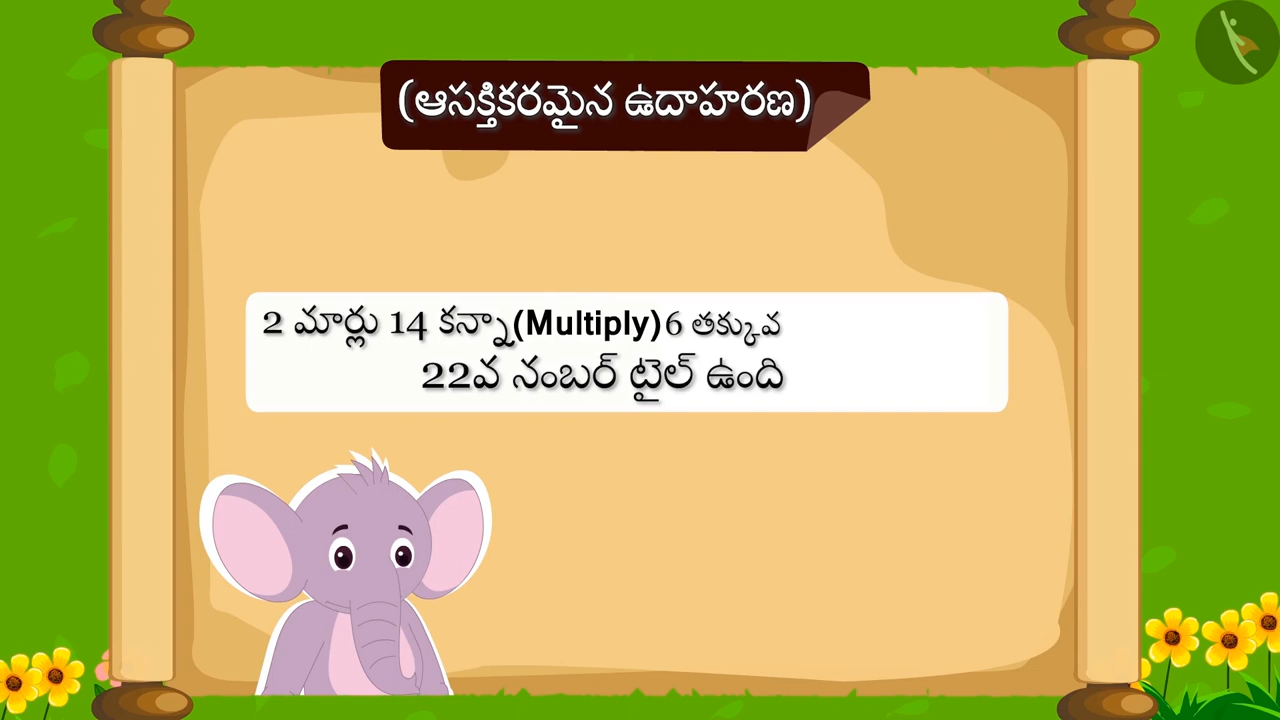 (ఆసక్తికరమైన ఉదాహరణ)
2 మార్లు 14 కన్నా(Multiply)6 తక్కువ
22వ నంబర్ టైల్ ఉంది